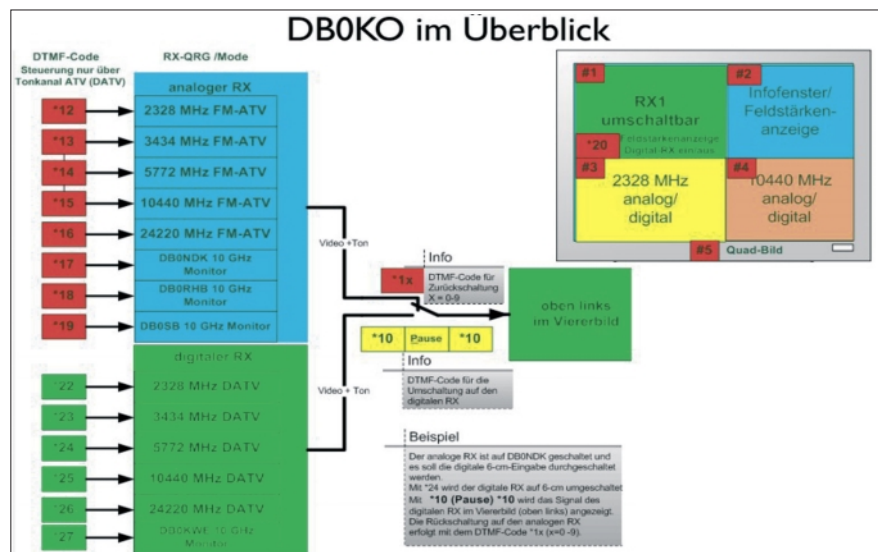 DB0KO im Überblick
DTMF-Code
Steuerung nur über
Tonkanal ATV (DATV)
RX-QRG /Mode
analoger RX
*12
2328 MHz FM-ATV
*13
3434 MHz FM-ATV
*14
5772 MHz FM-ATV
*15
10440 MHz FM-ATV
*16
24220 MHz FM-ATV
*17
DB0NDK 10 GHz
Monitor
*18
DB0RHB 10 GHz
Monitor
*19
DB0SB 10 GHz Monitor
digitaler RX
*22
2328 MHz DATV
*23
3434 MHz DATV
*24
5772 MHz DATV
*25
10440 MHz DATV
*26
24220 MHz DATV
*27
DB0KWE 10 GHz
Monitor
Video +Ton
Video +Ton
*1x
Info
DTMF-Code für
Zurückschaltung
X = 0-9
*10 Pause *10
Info
DTMF-Code für die
Umschaltung auf den
digitalen RX
oben links
im Viererbild
#1
RX1
umschaltbar
*20
Feldstärkenanzeige
Digital-RX ein/aus
#2
Infofenster/
Feldstärken-
anzeige
#3
2328 MHz
analog/
digital
#4
10440 MHz
analog/
digital
#5
Quad-Bild
Beispiel
Der analoge RX ist auf DB0NDK geschaltet und
es soll die digitale 6-cm-Eingabe durchgeschaltet
werden.
Mit *24 wird der digitale RX auf 6-cm umgeschaltet
Mit *10 (Pause) *10 wird das Signal des
digitalen RX im Viererbild (oben links) angezeigt.
Die Rückschaltung auf den analogen RX
erfolgt mit dem DTMF-Code *1x (x=0 -9).